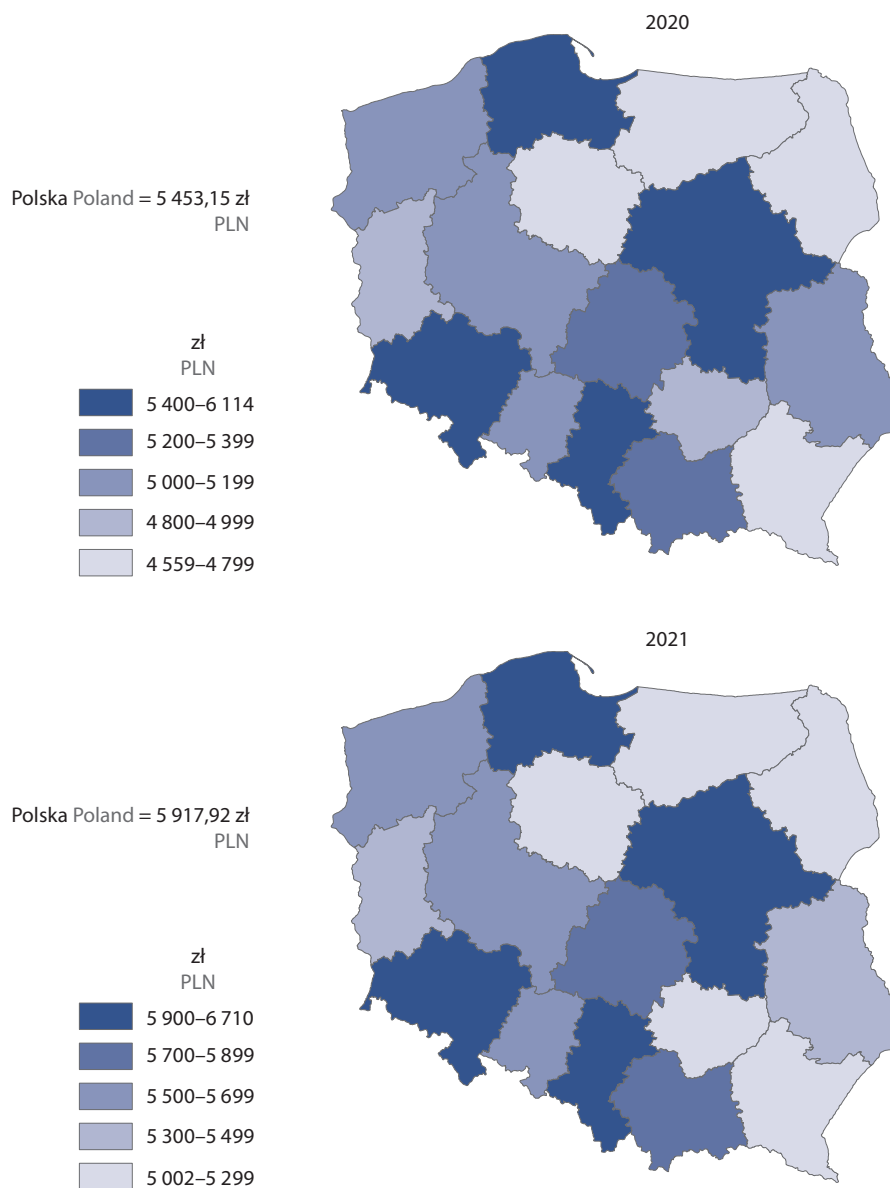 2020
Polska Poland = 5 453,15 zł
PLN
zł
PLN
5 400–6 114
5 200–5 399
5 000–5 199
4 800–4 999
4 559–4 799
2021
Polska Poland = 5 917,92 zł
PLN
zł
PLN
5 900–6 710
5 700–5 899
5 500–5 699
5 300–5 499
5 002–5 299